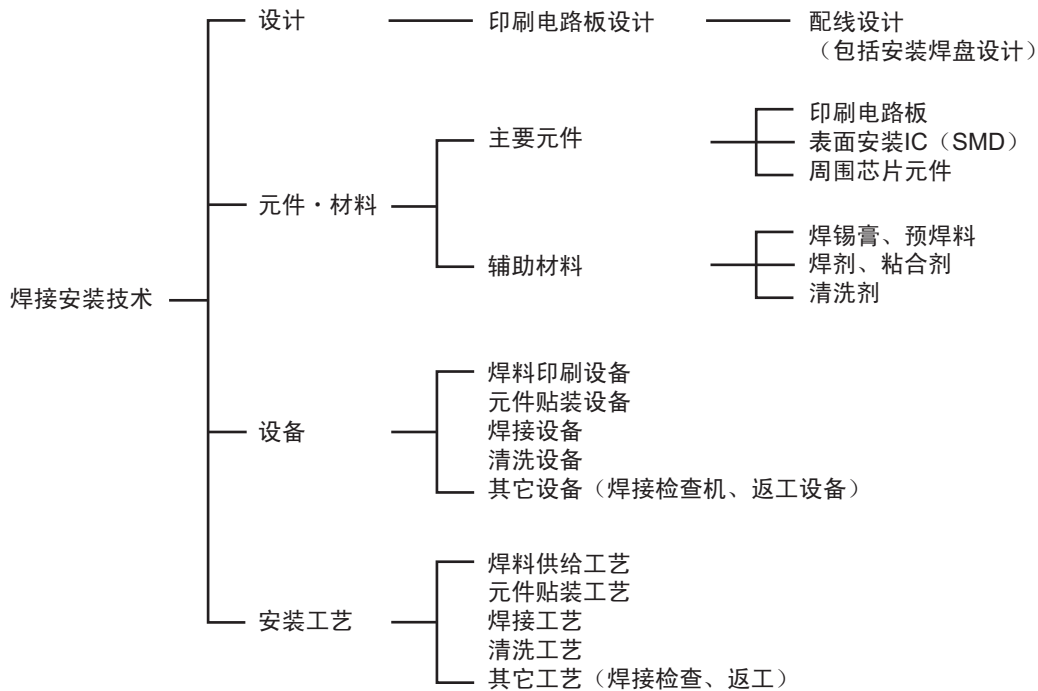 焊接安装技术
设计
印刷电路板设计
配线设计
（包括安装焊盘设计）
元件·材料
主要元件
印刷电路板
表面安装IC（SMD）
周围芯片元件
辅助材料
焊锡膏、预焊料
焊剂、粘合剂
清洗剂
设备
焊料印刷设备
元件贴装设备
焊接设备
清洗设备
其它设备（焊接检查机、返工设备）
安装工艺
焊料供给工艺
元件贴装工艺
焊接工艺
清洗工艺
其它工艺（焊接检查、返工）